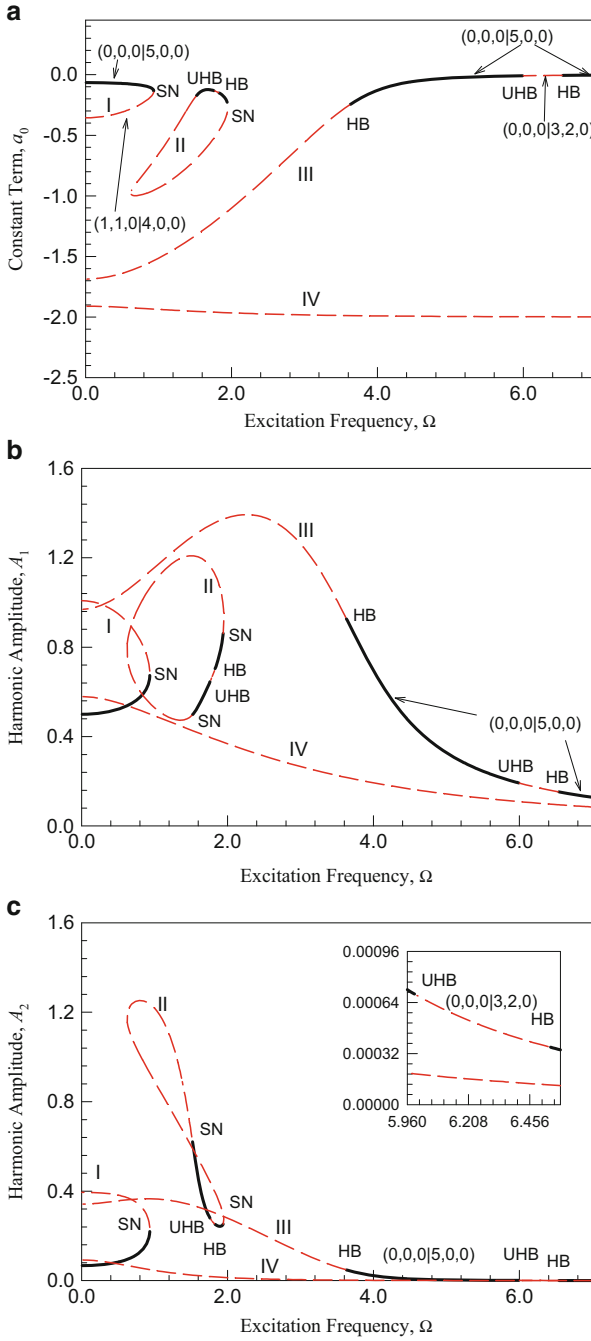 a
(0,0,0|5,0,0)
(0,0,0|5,0,0)
0.0
-0.5
-1.0
-1.5
-2.0
-2.5
Constant Term, a0
I
SN
UHB
HB
SN
II
(1,1,0|4,0,0)
III
HB
UHB
HB
(0,0,0|3,2,0)
IV
0.0
2.0
4.0
6.0
Excitation Frequency, Ω
b
1.6
1.2
0.8
0.4
0.0
Harmonic Amplitude, A1
I
II
III
SN
SN
HB
UHB
SN
HB
(0,0,0|5,0,0)
UHB
HB
IV
0.0
2.0
4.0
6.0
Excitation Frequency, Ω
c
1.6
1.2
0.8
0.4
0.0
Harmonic Amplitude, A2
II
I
SN
SN
SN
UHB
HB
III
IV
HB
(0,0,0|5,0,0)
UHB
HB
0.00096
0.00064
0.00032
0.00000
UHB
(0,0,0|3,2,0)
HB
5.960
6.208
6.456
0.0
2.0
4.0
6.0
Excitation Frequency, Ω